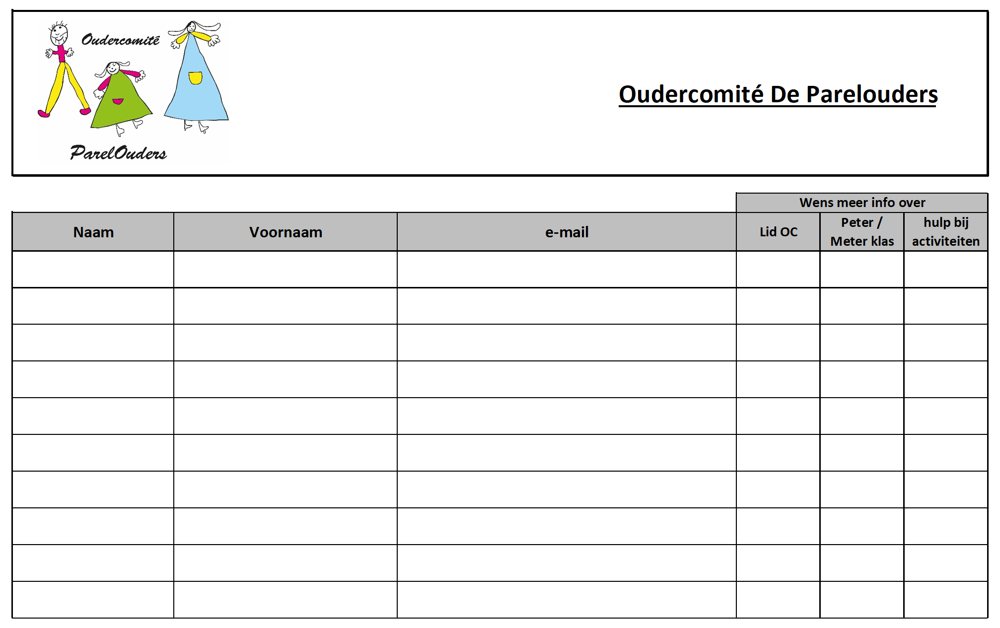 Oudercomité
ParelOuders
Oudercomité De Parelouders
Wens meer info over
Naam
Voornaam
e-mail
Lid OC
Peter /
Meter klas
hulp bij
activiteiten